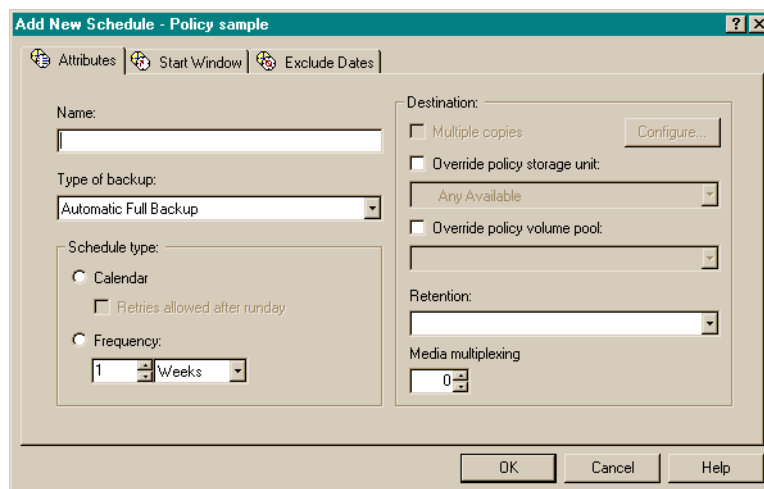 Add New Schedule - Policy sample
Attributes
Start Window
Exclude Dates
Name:
Type of backup:
Automatic Full Backup
Schedule type:
Calendar
Retries allowed after runday
Frequency:
1 Weeks
Destination:
Multiple copies
Configure...
Override policy storage unit:
Any Available
Override policy volume pool:
Retention:
Media multiplexing
0
OK
Cancel
Help